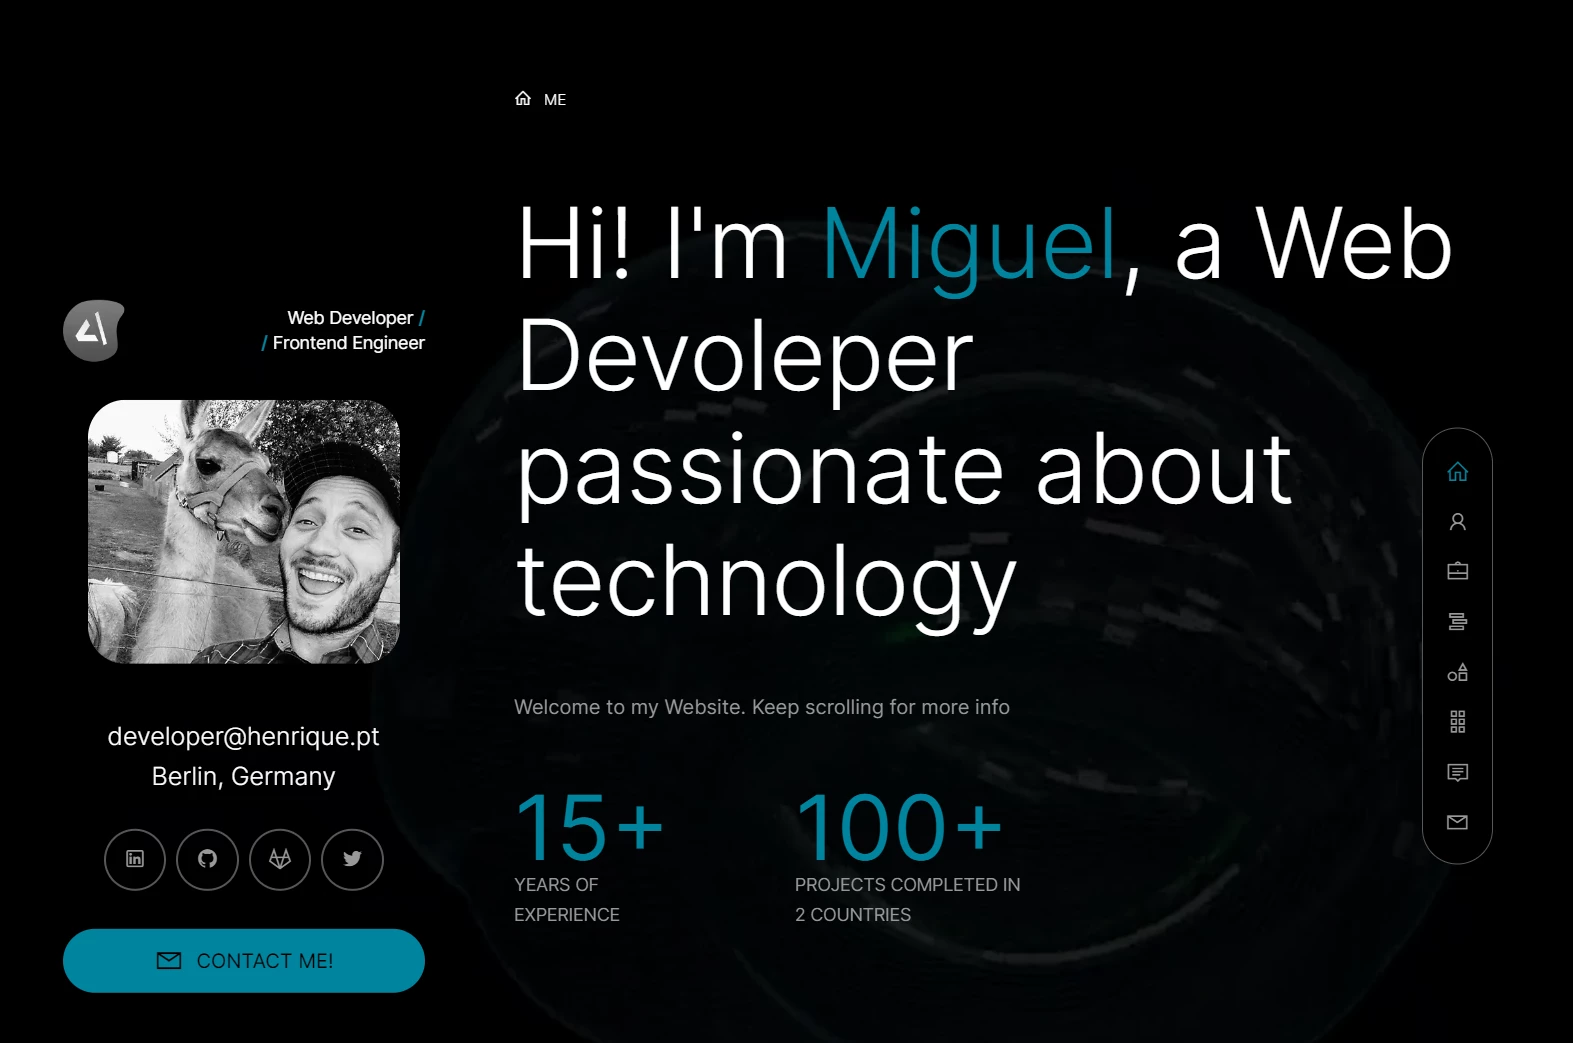 ME
Hi! I'm Miguel, a Web
Devoleper
passionate about
technology
Welcome to my Website. Keep scrolling for more info
15+
YEARS OF
EXPERIENCE
100+
PROJECTS COMPLETED IN
2 COUNTRIES
Web Developer /
/ Frontend Engineer
developer@henrique.pt
Berlin, Germany
CONTACT ME!